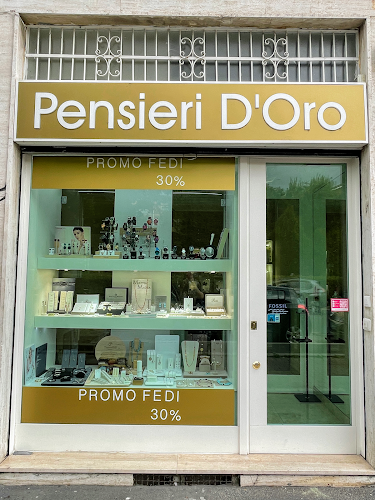 Pensieri D'Oro
PROMO FEDI
30%
FOSSIL
PROMO FEDI
30%